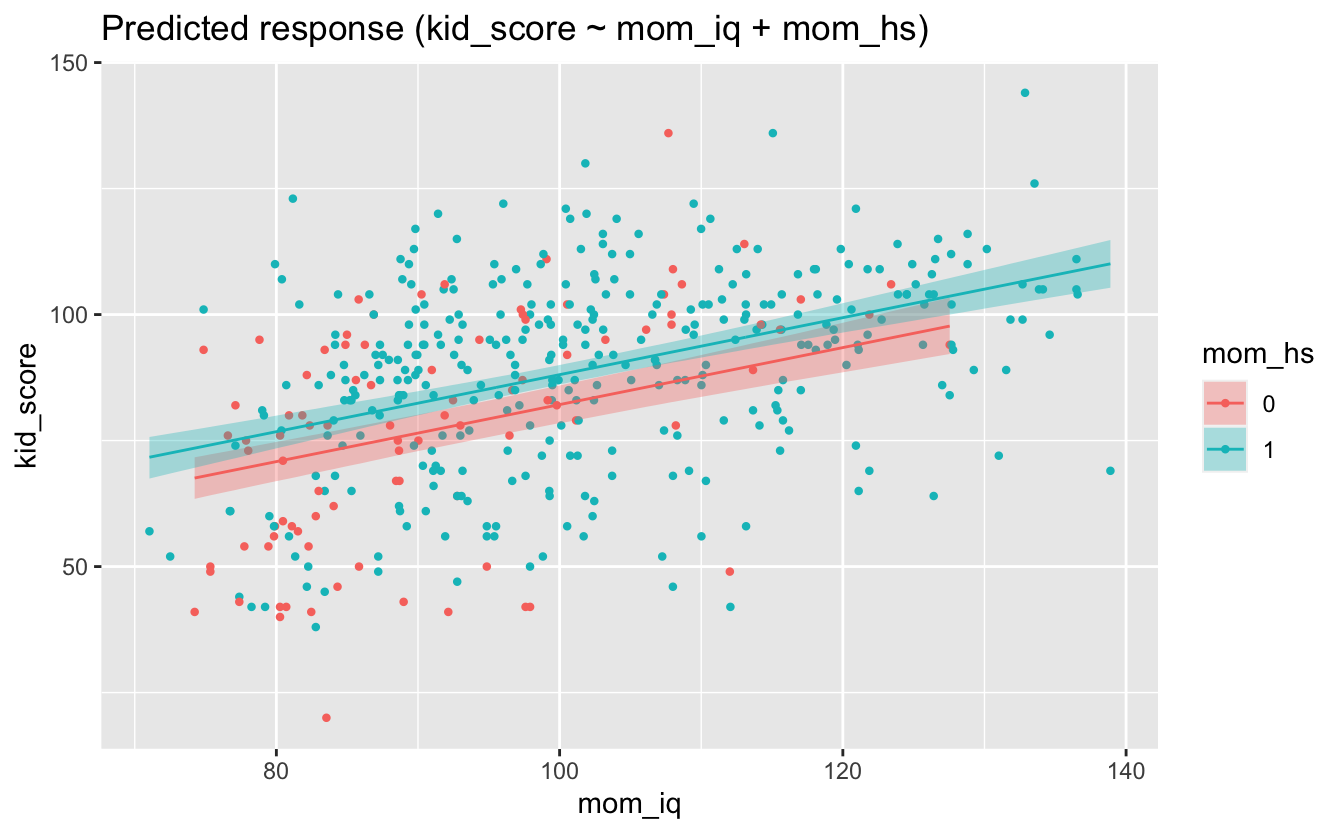 Predicted response (kid_score ~ mom_iq + mom_hs)
150
100
50
kid_score
80
100
120
140
mom_iq
mom_hs
0
1